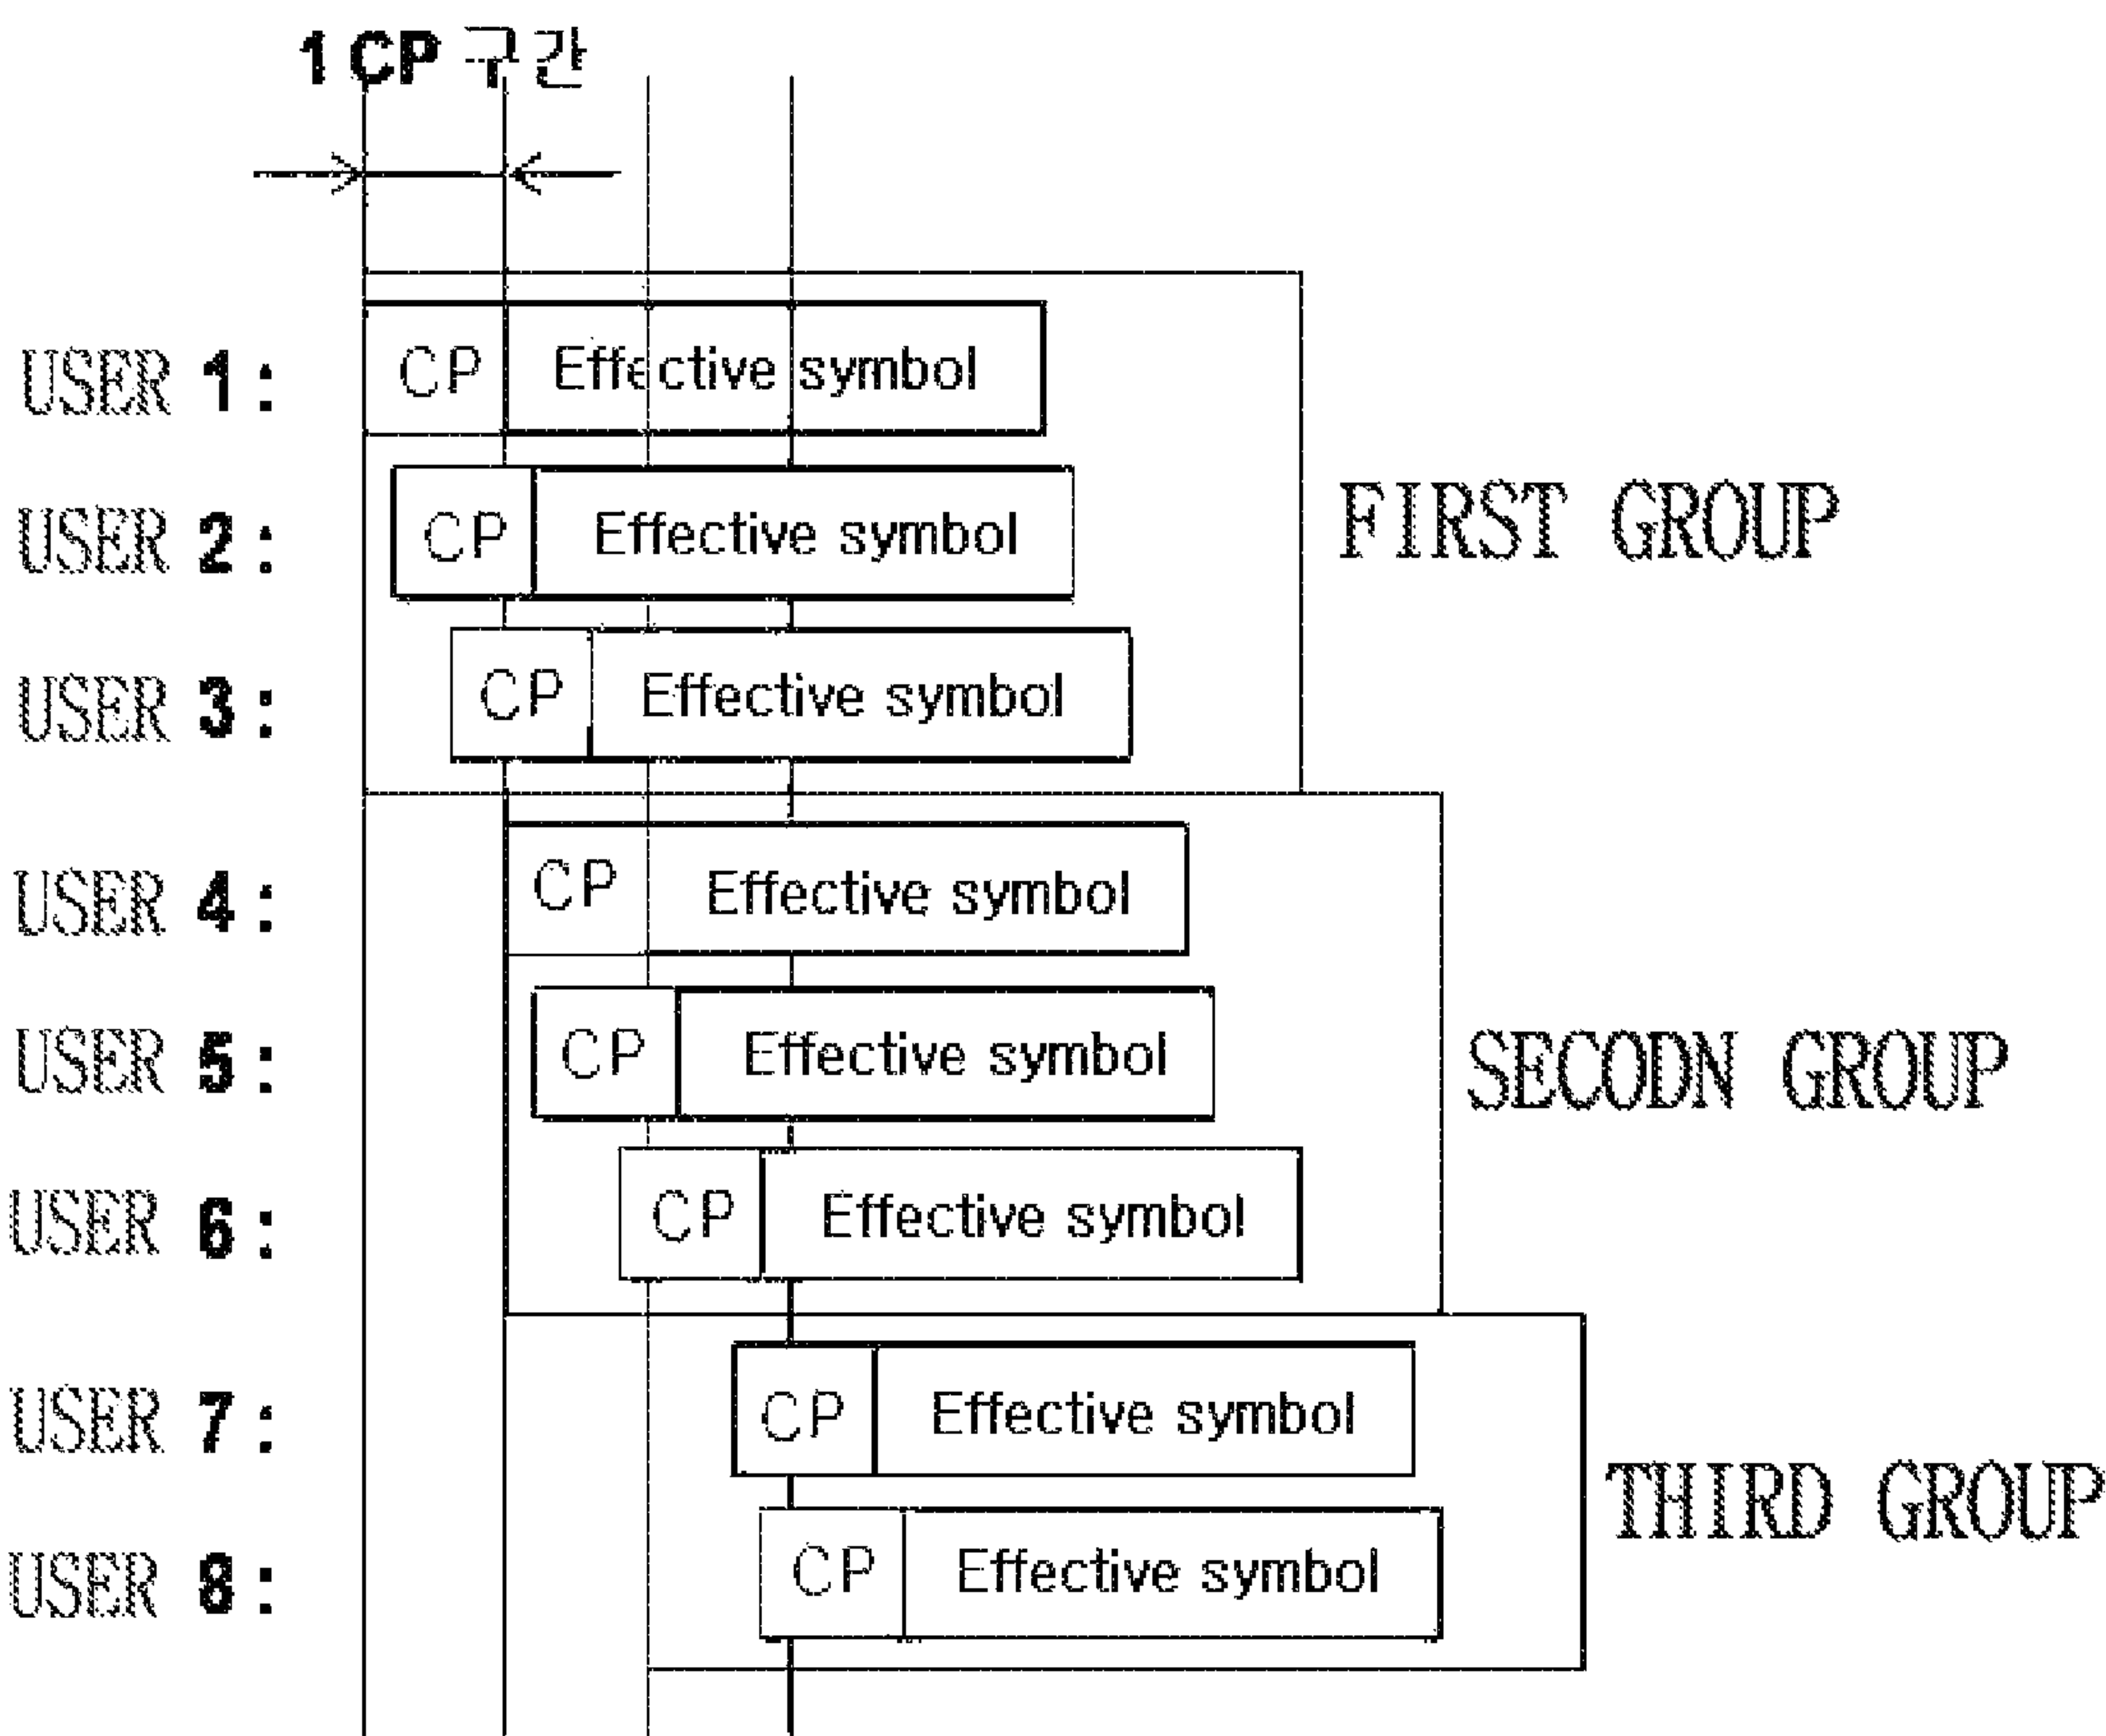 1 CP 구간
USER 1: CP Effective symbol
USER 2: CP Effective symbol
FIRST GROUP
USER 3: CP Effective symbol
USER 4: CP Effective symbol
USER 5: CP Effective symbol
SECODN GROUP
USER 6: CP Effective symbol
USER 7: CP Effective symbol
THIRD GROUP
USER 8: CP Effective symbol